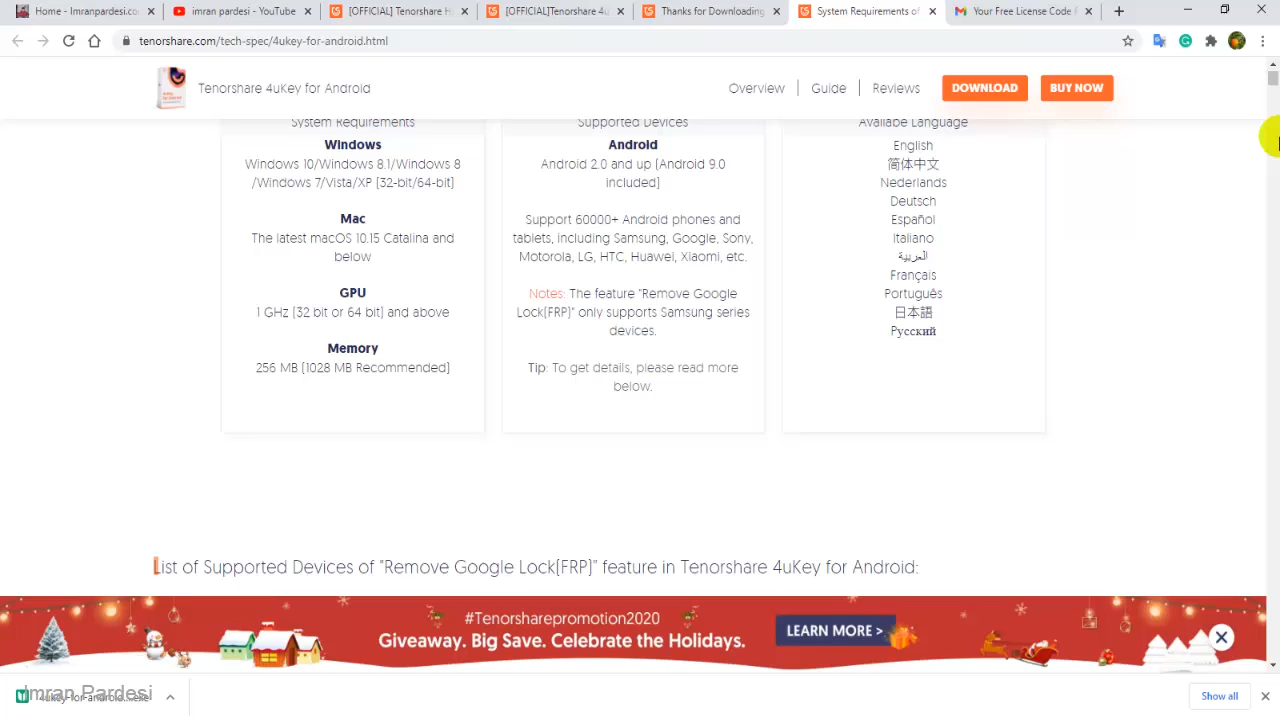 Home - Imranpardesi.co
imran pardesi - YouTube
[OFFICIAL] Tenorshare H
[OFFICIAL]Tenorshare 4u
Thanks for Downloading
System Requirements of
Your Free License Code f
tenorshare.com/tech-spec/4ukey-for-android.html
Tenorshare 4uKey for Android
Overview
Guide
Reviews
DOWNLOAD
BUY NOW
System Requirements
Windows
Windows 10/Windows 8.1/Windows 8
/Windows 7/Vista/XP (32-bit/64-bit)
Mac
The latest macOS 10.15 Catalina and
below
GPU
1 GHz (32 bit or 64 bit) and above
Memory
256 MB (1028 MB Recommended)
Supported Devices
Android
Android 2.0 and up (Android 9.0
included)
Support 60000+ Android phones and
tablets, including Samsung, Google, Sony,
Motorola, LG, HTC, Huawei, Xiaomi, etc.
Notes: The feature "Remove Google
Lock(FRP)" only supports Samsung series
devices.
Tip: To get details, please read more
below.
Availabe Language
English
简体中文
Nederlands
Deutsch
Español
Italiano
العربية
Français
Português
日本語
Русский
List of Supported Devices of "Remove Google Lock(FRP)" feature in Tenorshare 4uKey for Android:
#Tenorsharepromotion2020
Giveaway. Big Save. Celebrate the Holidays.
LEARN MORE >
Imran Pardesi
4ukey-for-android....exe
Show all